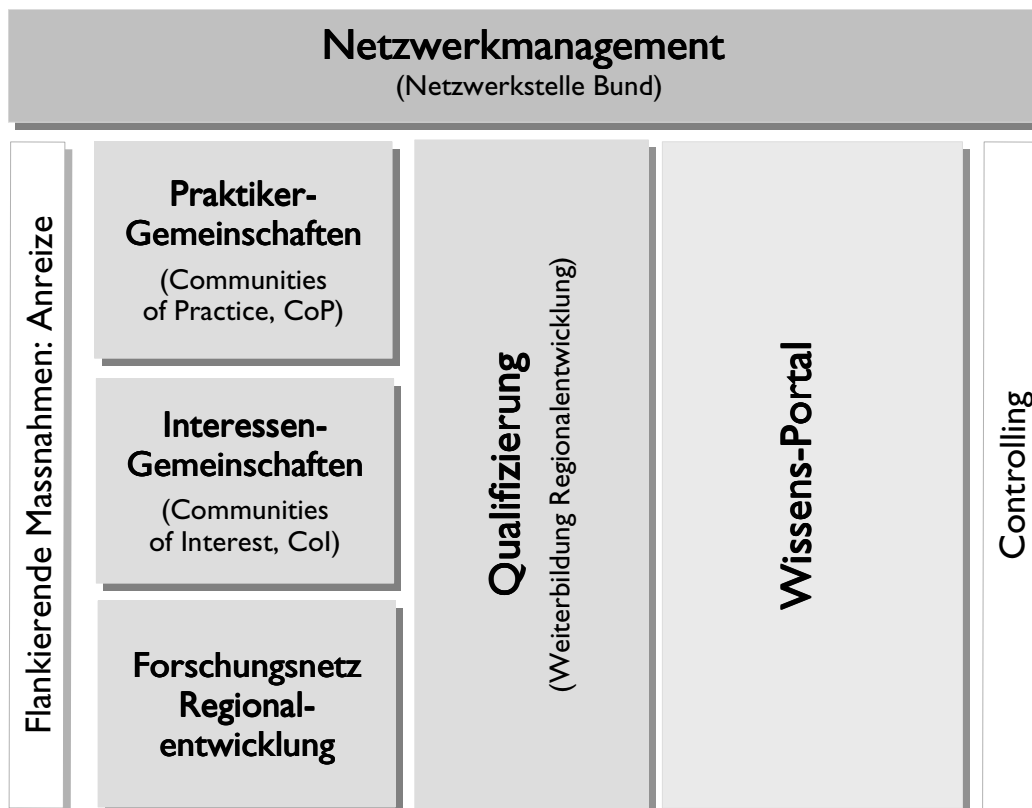 Netzwerkmanagement
(Netzwerkstelle Bund)
Flankierende Massnahmen: Anreize
Praktiker-
Gemeinschaften
(Communities
of Practice, CoP)
Interessen-
Gemeinschaften
(Communities
of Interest, CoI)
Forschungsnetz
Regional-
entwicklung
Qualifizierung
(Weiterbildung Regionalentwicklung)
Wissens-Portal
Controlling